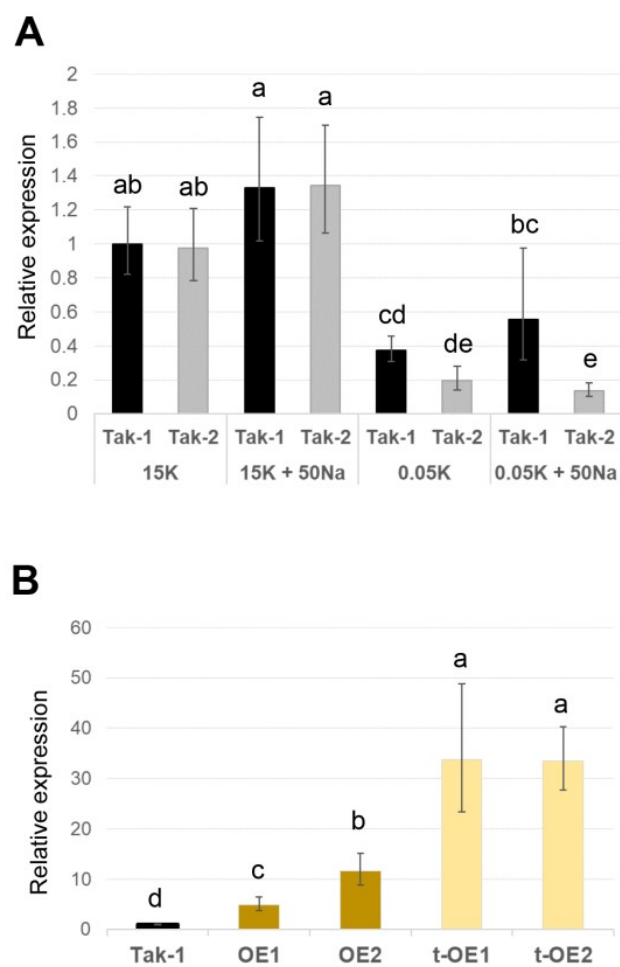 A
Relative expression
2
1.8
1.6
1.4
1.2
1
0.8
0.6
0.4
0.2
0
ab ab a a cd de bc e
Tak-1 Tak-2 Tak-1 Tak-2 Tak-1 Tak-2 Tak-1 Tak-2
15K 15K + 50Na 0.05K 0.05K + 50Na
B
Relative expression
60
50
40
30
20
10
0
d c b a a
Tak-1 OE1 OE2 t-OE1 t-OE2